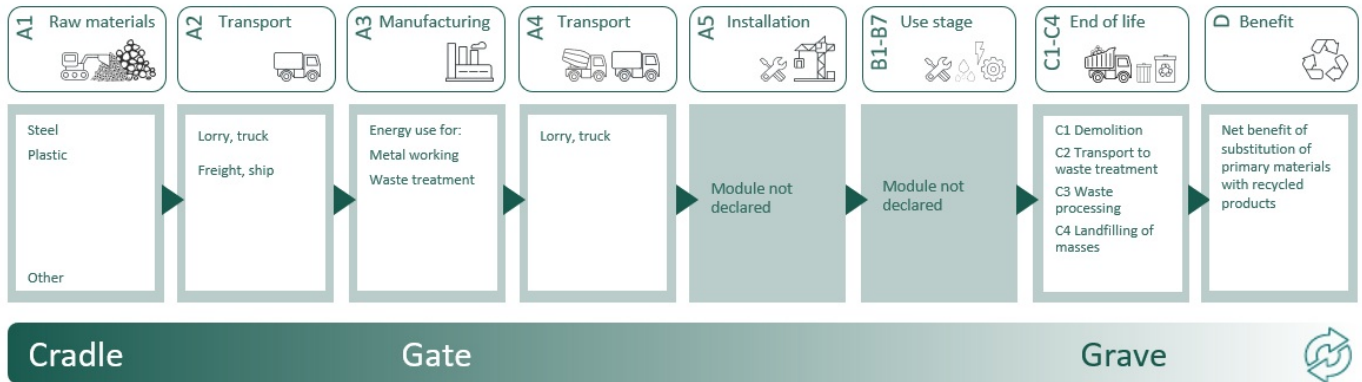 A1 Raw materials
A2 Transport
A3 Manufacturing
A4 Transport
A5 Installation
B1-B7 Use stage
C1-C4 End of life
D Benefit
Steel
Plastic
Other
Lorry, truck
Freight, ship
Energy use for:
Metal working
Waste treatment
Lorry, truck
Module not
declared
Module not
declared
C1 Demolition
C2 Transport to
waste treatment
C3 Waste
processing
C4 Landfilling of
masses
Net benefit of
substitution of
primary materials
with recycled
products
Cradle
Gate
Grave